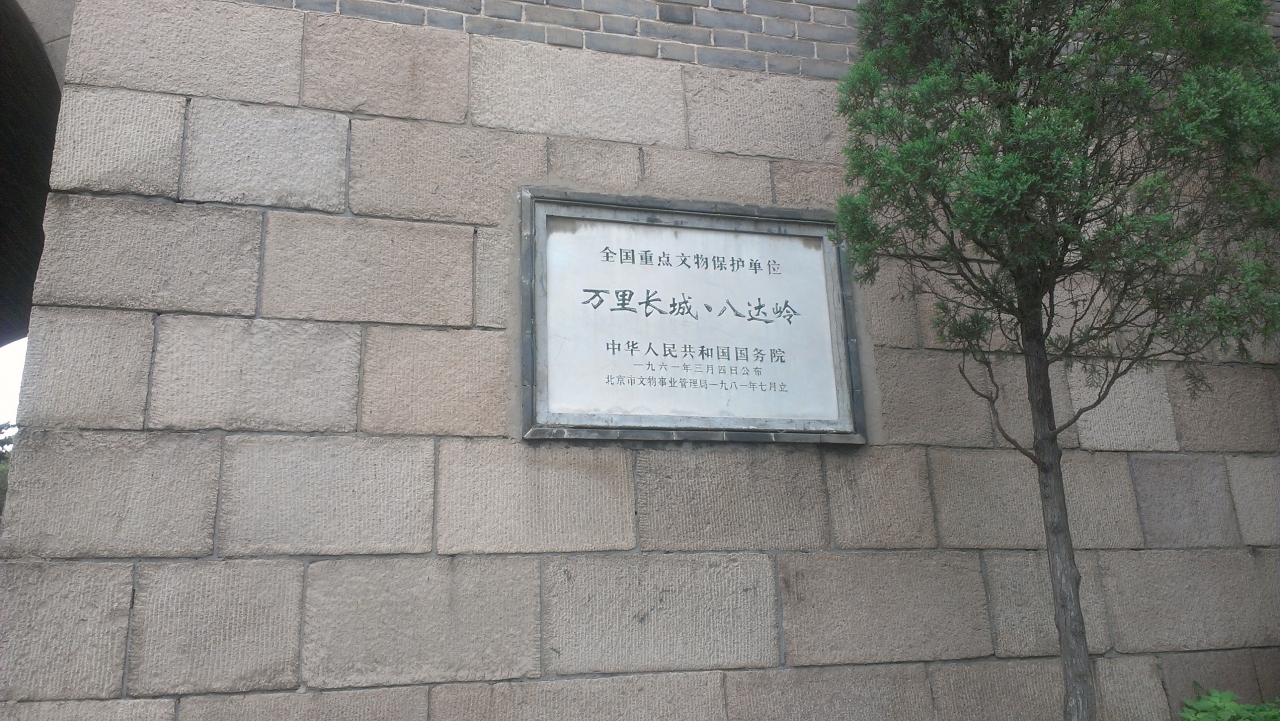 全国重点文物保护单位
万里长城、八达岭
中华人民共和国国务院
一九六一年三月四日公布
北京市文物事业管理局一九八一年七月立